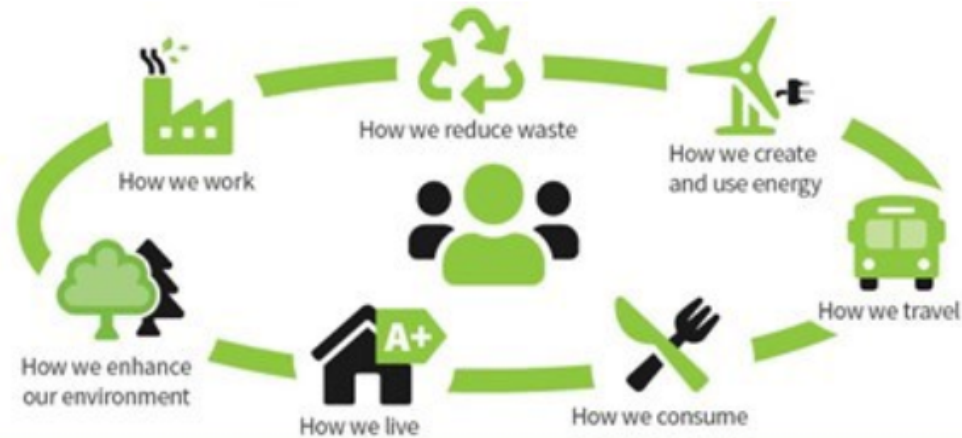 How we reduce waste
How we create
and use energy
How we work
How we travel
How we enhance
our environment
A+
How we live
How we consume